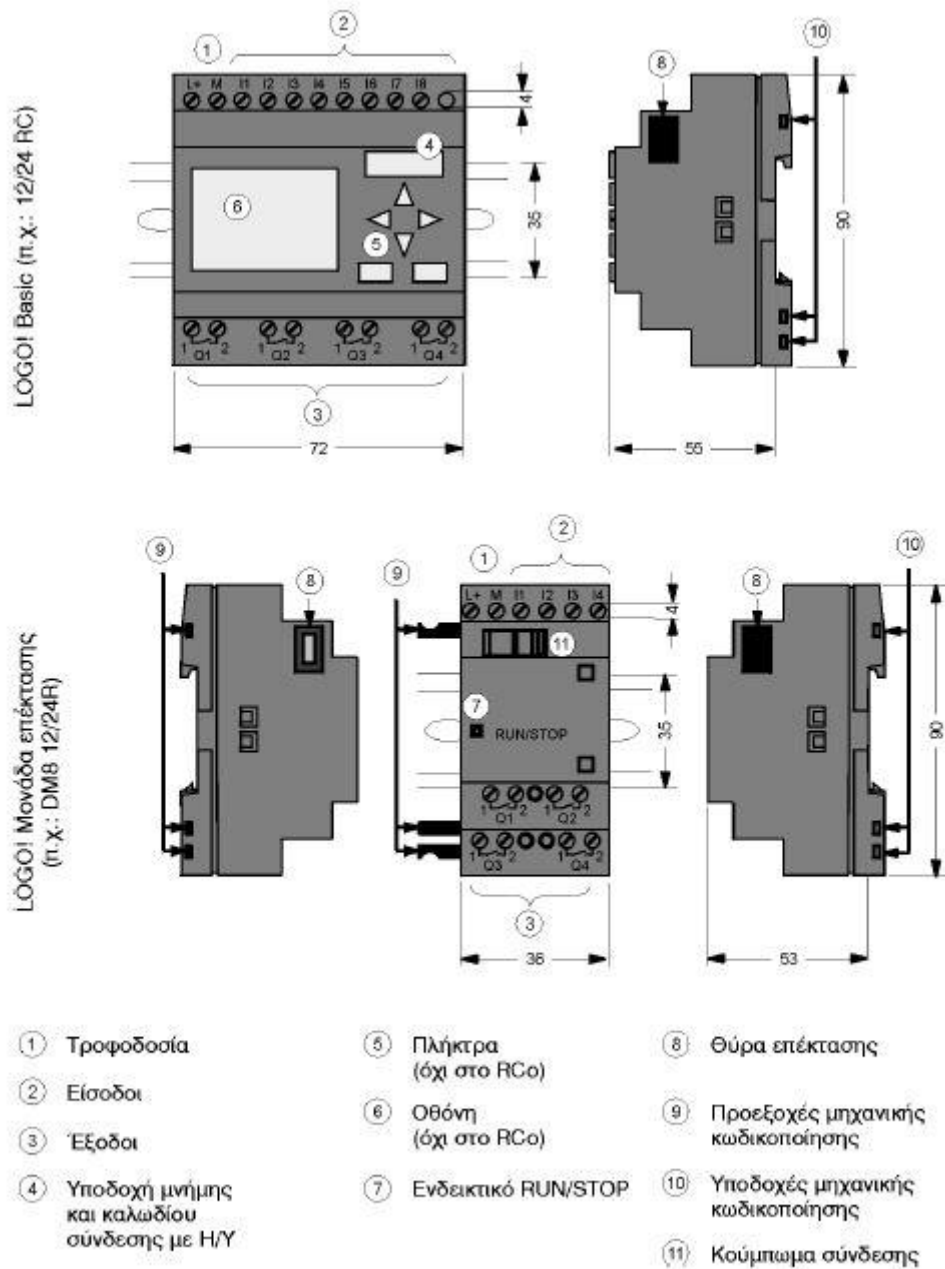 1
2
8
10
L+ M I1 I2 I3 I4 I5 I6 I7 I8
4
4
6
5
35
90
LOGO! Basic (π.χ.: 12/24 RC)
1 2 1 2 1 2 1 2
Q1 Q2 Q3 Q4
3
72
55
9
8
9
1
2
8
10
L+ M I1 I2 I3 I4
4
11
7
RUN/STOP
35
90
LOGO! Μονάδα επέκτασης
(π.χ.: DM8 12/24R)
1 2 1 2
Q1 Q2
1 2 1 2
Q3 Q4
3
36
53
1 Τροφοδοσία
2 Είσοδοι
3 Έξοδοι
4 Υποδοχή μνήμης
και καλωδίου
σύνδεσης με Η/Υ
5 Πλήκτρα
(όχι στο RCo)
6 Οθόνη
(όχι στο RCo)
7 Ενδεικτικό RUN/STOP
8 Θύρα επέκτασης
9 Προεξοχές μηχανικής
κωδικοποίησης
10 Υποδοχές μηχανικής
κωδικοποίησης
11 Κούμπωμα σύνδεσης